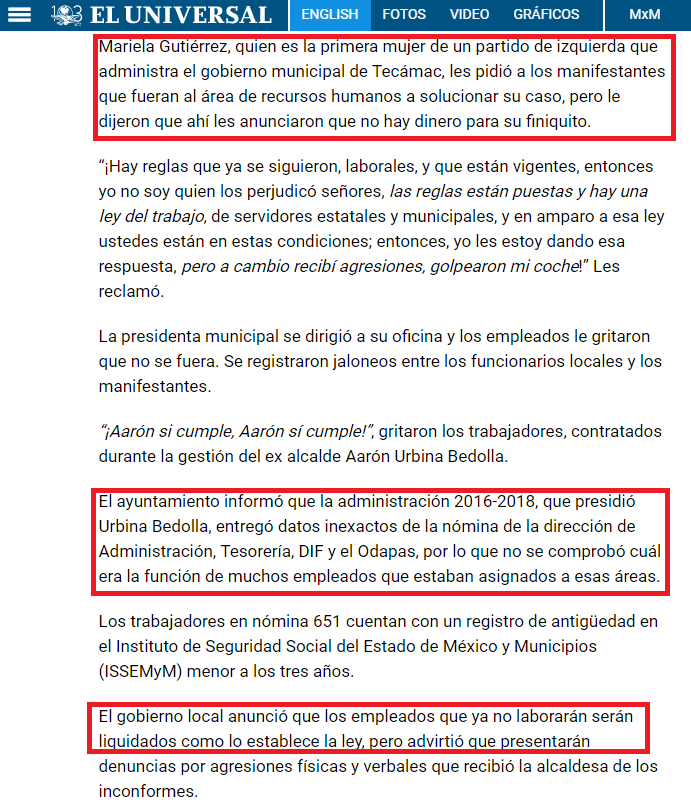 EL UNIVERSAL ENGLISH FOTOS VIDEO GRÁFICOS MxM
Mariela Gutiérrez, quien es la primera mujer de un partido de izquierda que
administra el gobierno municipal de Tecámac, les pidió a los manifestantes
que fueran al área de recursos humanos a solucionar su caso, pero le
dijeron que ahí les anunciaron que no hay dinero para su finiquito.
“¡Hay reglas que ya se siguieron, laborales, y que están vigentes, entonces
yo no soy quien los perjudicó señores, las reglas están puestas y hay una
ley del trabajo, de servidores estatales y municipales, y en amparo a esa ley
ustedes están en estas condiciones; entonces, yo les estoy dando esa
respuesta, pero a cambio recibí agresiones, golpearon mi coche!” Les
reclamó.
La presidenta municipal se dirigió a su oficina y los empleados le gritaron
que no se fuera. Se registraron jaloneos entre los funcionarios locales y los
manifestantes.
“¡Aarón si cumple, Aarón sí cumple!”, gritaron los trabajadores, contratados
durante la gestión del ex alcalde Aarón Urbina Bedolla.
El ayuntamiento informó que la administración 2016-2018, que presidió
Urbina Bedolla, entregó datos inexactos de la nómina de la dirección de
Administración, Tesorería, DIF y el Odapas, por lo que no se comprobó cuál
era la función de muchos empleados que estaban asignados a esas áreas.
Los trabajadores en nómina 651 cuentan con un registro de antigüedad en
el Instituto de Seguridad Social del Estado de México y Municipios
(ISSEMyM) menor a los tres años.
El gobierno local anunció que los empleados que ya no laborarán serán
liquidados como lo establece la ley, pero advirtió que presentarán
denuncias por agresiones físicas y verbales que recibió la alcaldesa de los
inconformes.